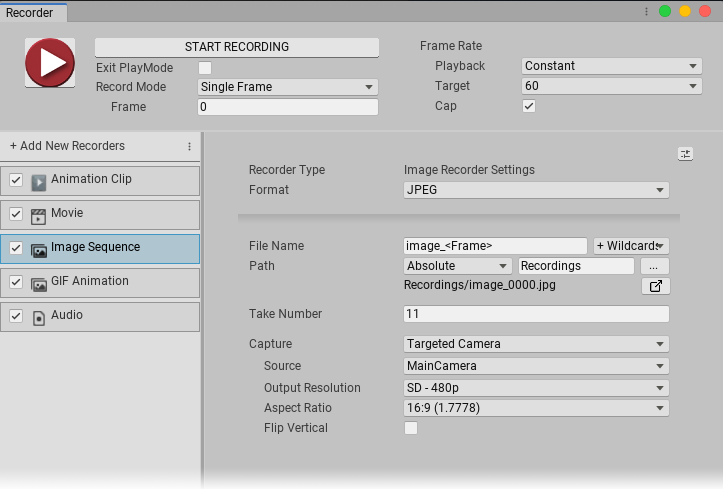 Recorder
START RECORDING
Exit PlayMode
Record Mode Single Frame
Frame 0
Frame Rate
Playback Constant
Target 60
Cap
+ Add New Recorders
Animation Clip
Movie
Image Sequence
GIF Animation
Audio
Recorder Type Image Recorder Settings
Format JPEG
File Name image_<Frame> + Wildcards
Path Absolute Recordings ...
Recordings/image_0000.jpg
Take Number 11
Capture Targeted Camera
Source MainCamera
Output Resolution SD - 480p
Aspect Ratio 16:9 (1.7778)
Flip Vertical